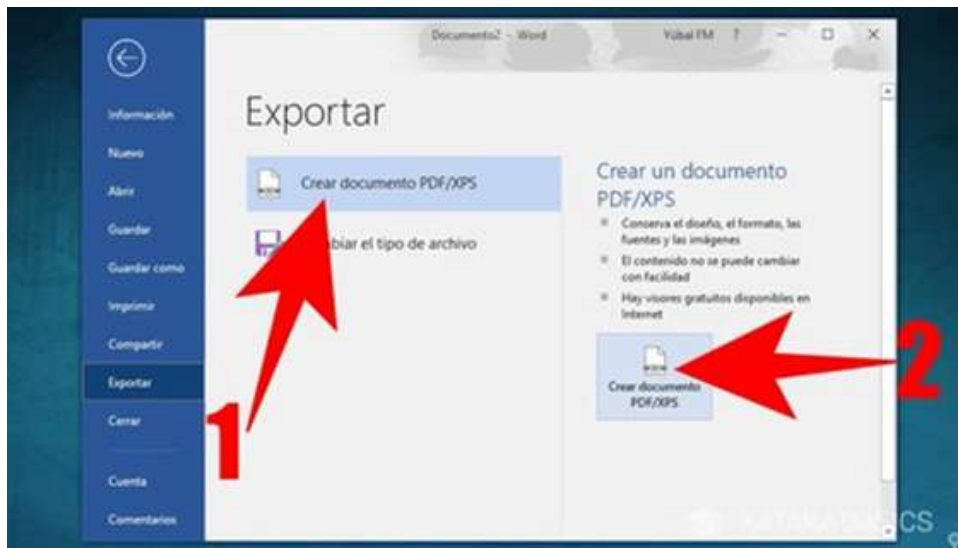 Documento2 - Word
Yúbal FM ?
Información
Nuevo
Abrir
Guardar
Guardar como
Imprimir
Compartir
Exportar
Cerrar
Cuenta
Comentarios
Exportar
Crear documento PDF/XPS
biar el tipo de archivo
1
Crear un documento
PDF/XPS
Conserva el diseño, el formato, las
fuentes y las imágenes
El contenido no se puede cambiar
con facilidad
Hay visores gratuitos disponibles en
Internet
Crear documento
PDF/XPS
2